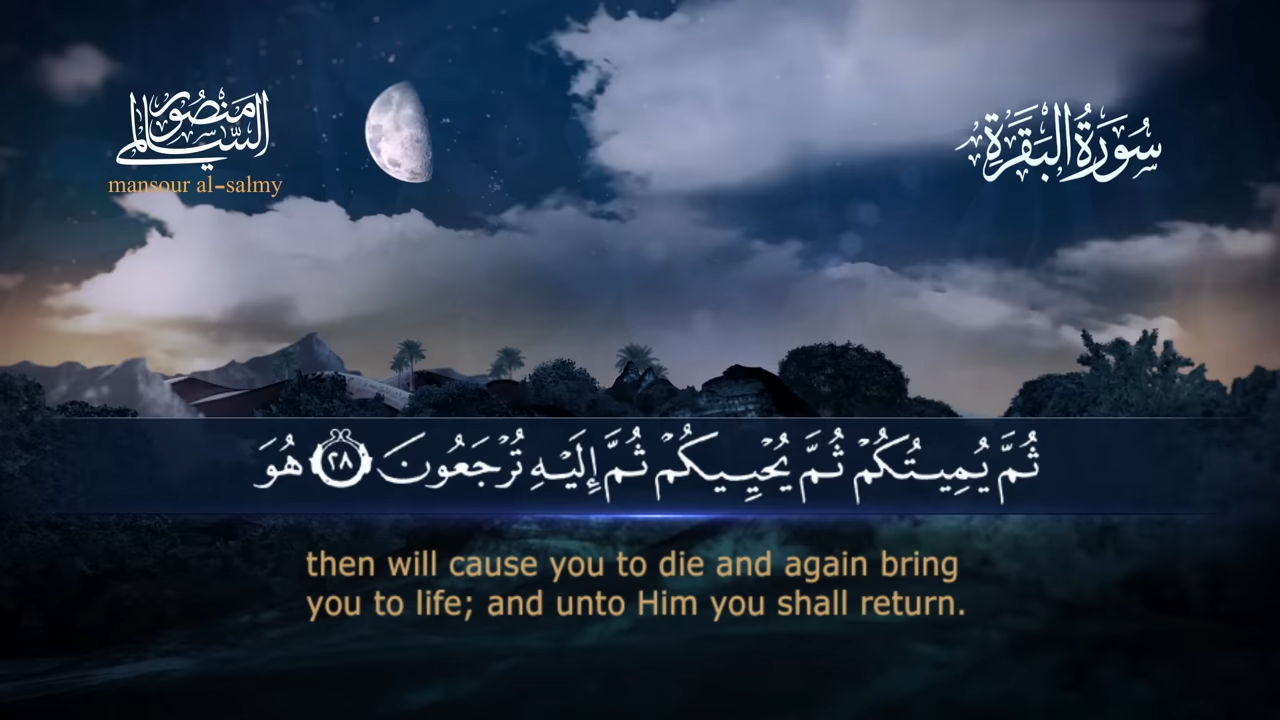 منصور
السالمي
mansour al-salmy
سُورَةُ البَقَرَةِ
ثُمَّ يُمِيتُكُمْ ثُمَّ يُحْيِيكُمْ ثُمَّ إِلَيْهِ تُرْجَعُونَ ٢٨ هُوَ
then will cause you to die and again bring
you to life; and unto Him you shall return.